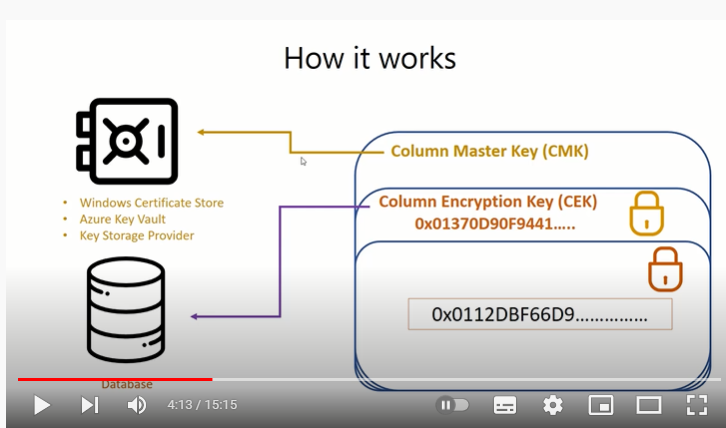 How it works
Column Master Key (CMK)
Windows Certificate Store
Azure Key Vault
Key Storage Provider
Column Encryption Key (CEK)
0x01370D90F9441.....
0x0112DBF66D9...............
Database
4:13 / 15:15